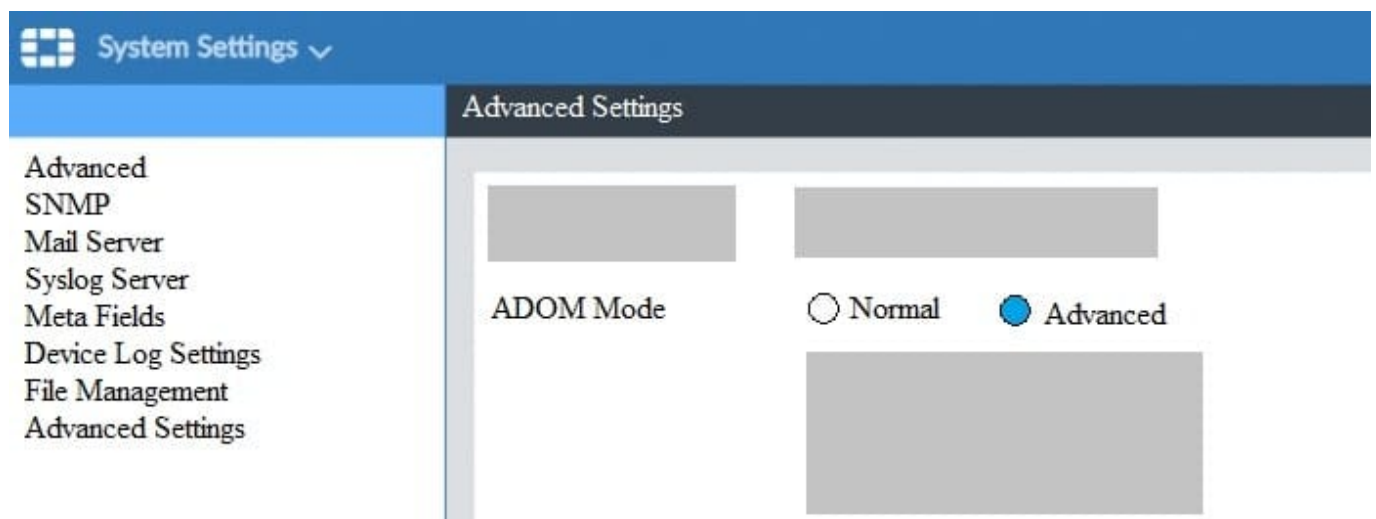 System Settings
Advanced Settings
Advanced
SNMP
Mail Server
Syslog Server
Meta Fields
Device Log Settings
File Management
Advanced Settings
ADOM Mode Normal Advanced